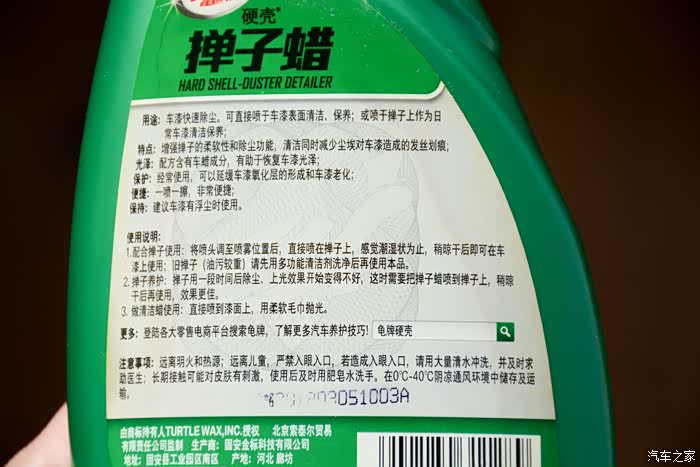 硬壳
掸子蜡
HARD SHELL-DUSTER DETAILER
用途：车漆快速除尘。可直接喷于车漆表面清洁、保养；或喷于掸子上作为日
常车漆清洁保养；
特点：增强掸子的柔软性和除尘功能，清洁同时减少尘埃对车漆造成的发丝划痕；
光泽：配方含有车蜡成分，有助于恢复车漆光泽；
保护：经常使用，可以延缓车漆氧化层的形成和车漆老化；
便捷：一喷一擦，非常便捷；
保持：建议车漆有浮尘时使用。
使用说明：
1.配合掸子使用：将喷头调至喷雾位置后，直接喷在掸子上，感觉潮湿状为止，稍晾干后即可在车
漆上使用；旧掸子（油污较重）请先用多功能清洁剂洗净后再使用本品。
2. 掸子养护：掸子用一段时间后除尘、上光效果开始变得不好，这时需要把掸子蜡喷到掸子上，稍晾
干后再使用，效果更佳。
3. 做清洁蜡使用：直接喷到漆面上，用柔软毛巾抛光。
更多：登陆各大零售电商平台搜索龟牌，了解更多汽车养护技巧！ 龟牌硬壳
注意事项：远离明火和热源；远离儿童，严禁入眼入口，若造成入眼入口，请用大量清水冲洗，并及时求
助医生；长期接触可能对皮肤有刺激，使用后及时用肥皂水洗手。在0℃-40℃阴凉通风环境中储存及运
输。
051003A
由商标持有人TURTLE WAX,INC.授权 北京索泰尔贸易
有限责任公司监制 生产商：固安金标科技有限公司
地址：固安县工业园区南区 产地：河北 廊坊
汽车之家